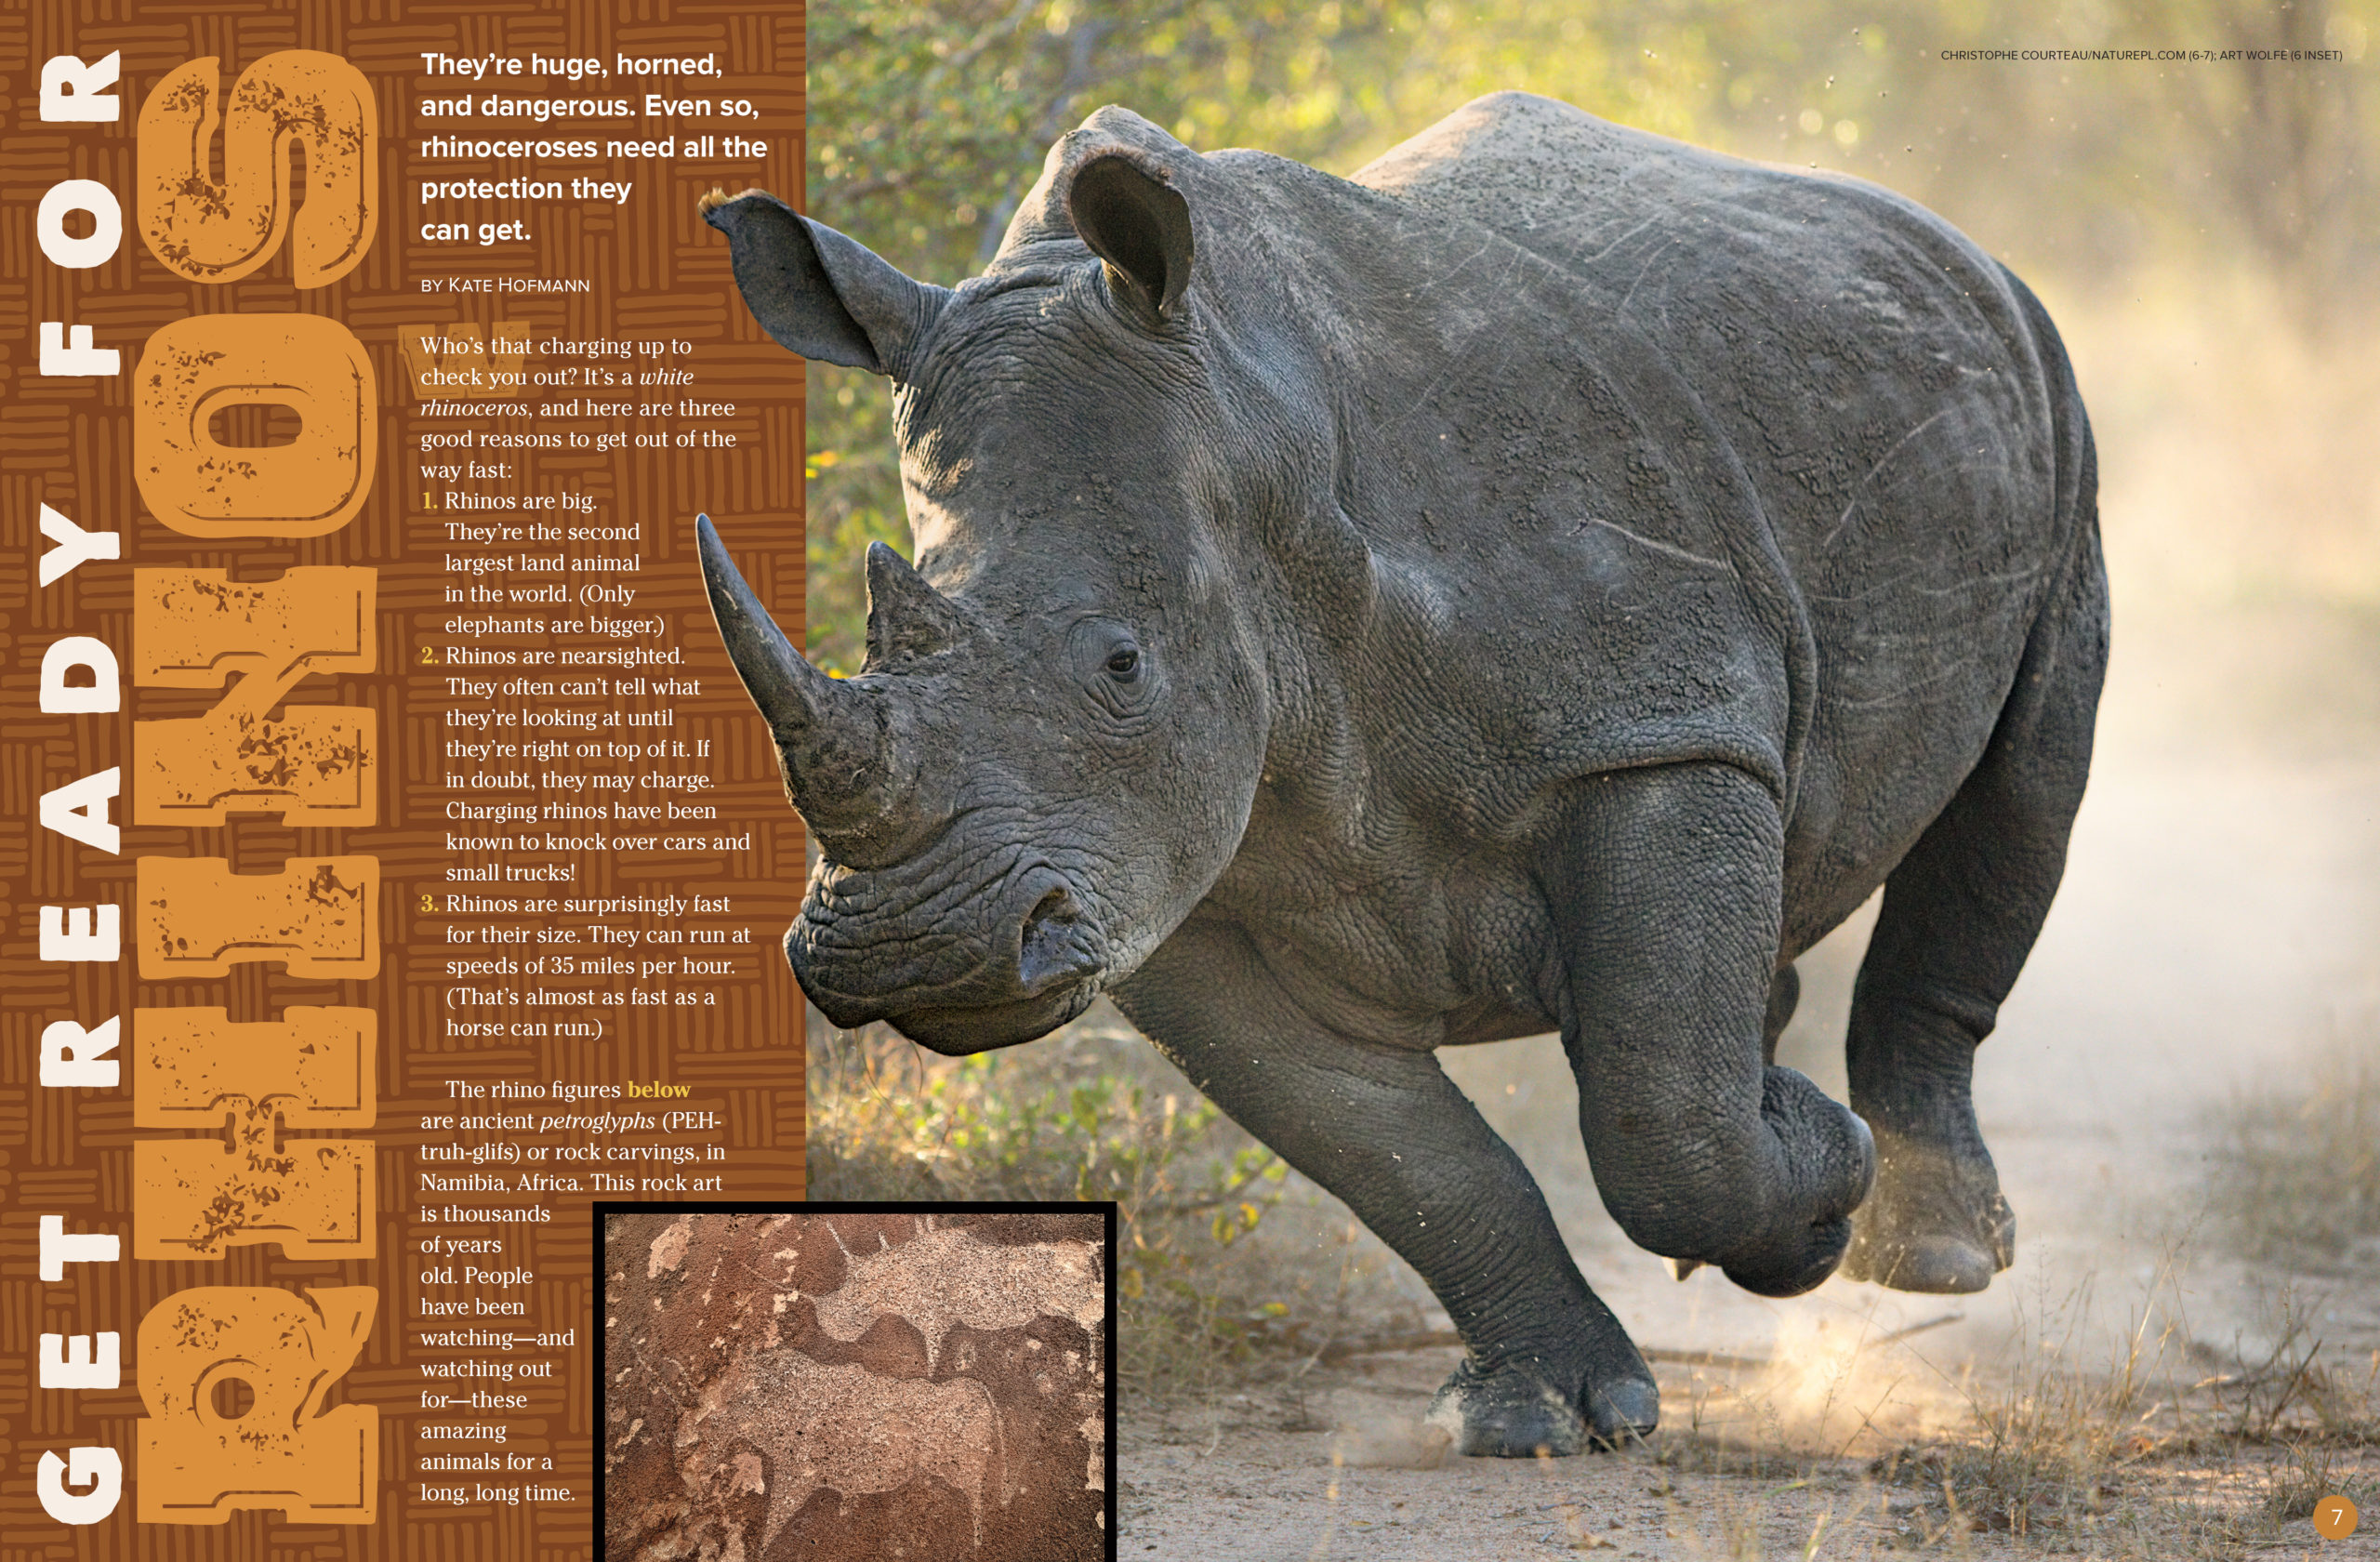 GET READY FOR
RHINOS
They’re huge, horned,
and dangerous. Even so,
rhinoceroses need all the
protection they
can get.
BY KATE HOFMANN
W
Who’s that charging up to
check you out? It’s a white
rhinoceros, and here are three
good reasons to get out of the
way fast:
1. Rhinos are big.
They’re the second
largest land animal
in the world. (Only
elephants are bigger.)
2. Rhinos are nearsighted.
They often can’t tell what
they’re looking at until
they’re right on top of it. If
in doubt, they may charge.
Charging rhinos have been
known to knock over cars and
small trucks!
3. Rhinos are surprisingly fast
for their size. They can run at
speeds of 35 miles per hour.
(That’s almost as fast as a
horse can run.)
The rhino figures below
are ancient petroglyphs (PEH-
truh-glifs) or rock carvings, in
Namibia, Africa. This rock art
is thousands
of years
old. People
have been
watching—and
watching out
for—these
amazing
animals for a
long, long time.
CHRISTOPHE COURTEAU/NATUREPL.COM (6-7); ART WOLFE (6 INSET)
7